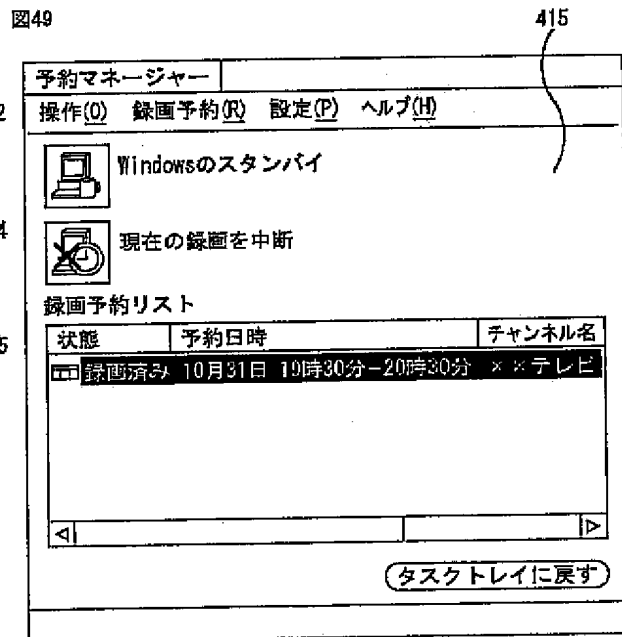 図49
415
予約マネージャー
2
操作(O) 録画予約(R) 設定(P) ヘルプ(H)
Windowsのスタンバイ
4
現在の録画を中断
録画予約リスト
5
状態 予約日時 チャンネル名
録画済み 10月31日 19時30分-20時30分 ××テレビ
タスクトレイに戻す